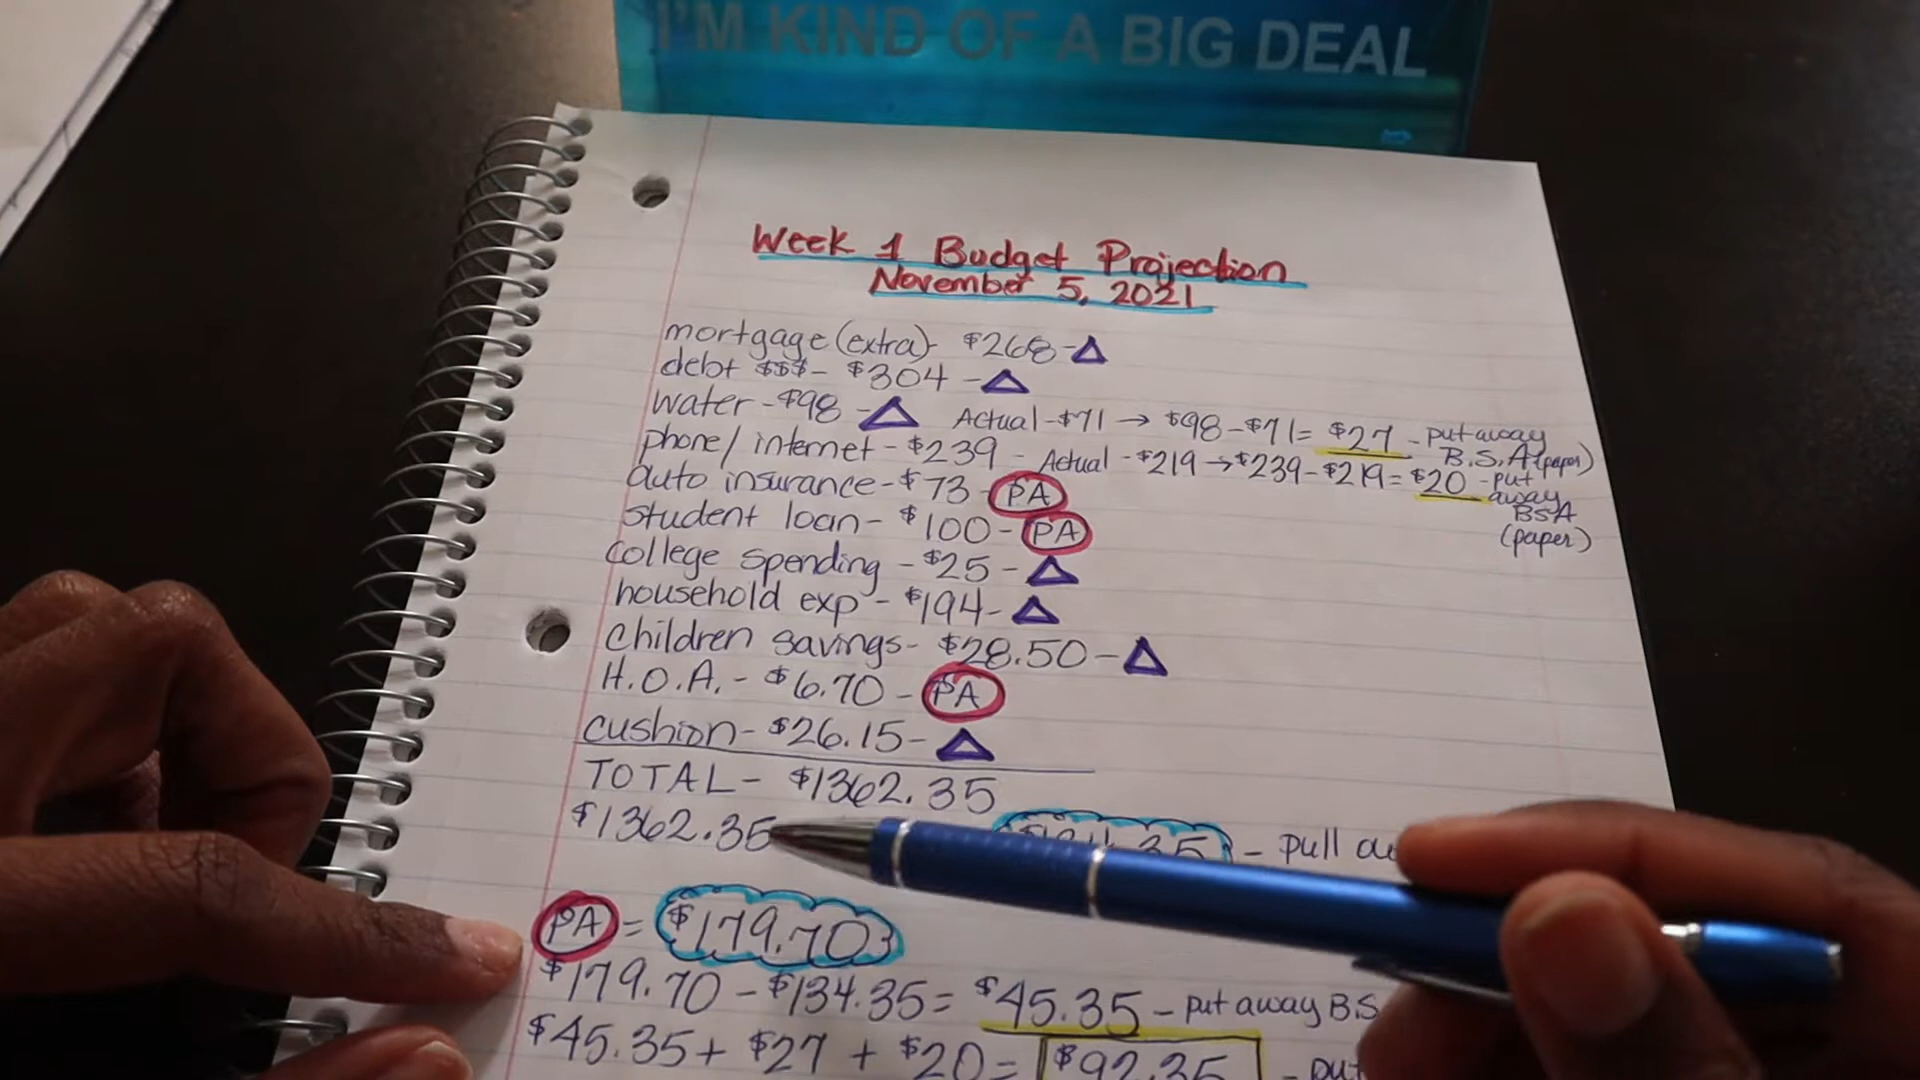 I'M KIND OF A BIG DEAL
Week 1 Budget Projection
November 5, 2021
mortgage (extra)- $268-
debt $$$- $304 -
water-$98 - Actual-$71 → $98-$71= $27 - put away
B.S.A (paper)
phone/internet-$239 - Actual -$219 →$239-$219= $20 -put
away
BSA
(paper)
auto insurance-$73- PA
student loan- $100- PA
college spending -$25-
household exp -$194-
children savings- $28.50-
H.O.A.- $6.70- PA
cushion- $26.15-
TOTAL- $1362.35
$1362.35 - pull
PA = $179.70
$179.70 - $134.35= $45.35-put away B.S.
$45.35+ $27 + $20= $92.35 - put